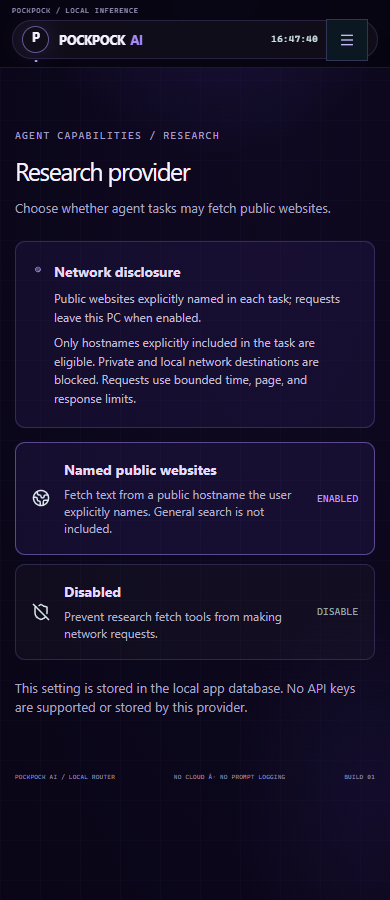 POCKPOCK / LOCAL INFERENCE
P POCKPOCK AI 16:47:40
AGENT CAPABILITIES / RESEARCH
Research provider
Choose whether agent tasks may fetch public websites.
Network disclosure
Public websites explicitly named in each task; requests
leave this PC when enabled.
Only hostnames explicitly included in the task are
eligible. Private and local network destinations are
blocked. Requests use bounded time, page, and
response limits.
Named public websites
Fetch text from a public hostname the user
explicitly names. General search is not
included.
ENABLED
Disabled
Prevent research fetch tools from making
network requests.
DISABLE
This setting is stored in the local app database. No API keys
are supported or stored by this provider.
POCKPOCK AI / LOCAL ROUTER NO CLOUD Â· NO PROMPT LOGGING BUILD 01